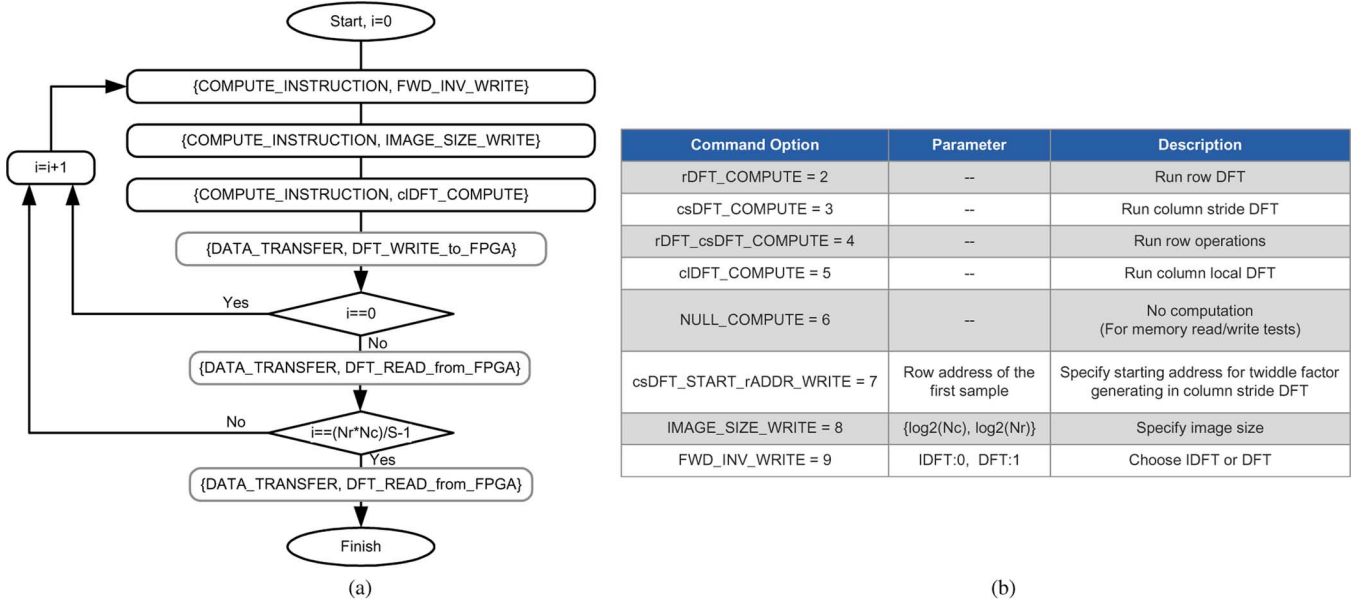 Start, i=0
{COMPUTE_INSTRUCTION, FWD_INV_WRITE}
{COMPUTE_INSTRUCTION, IMAGE_SIZE_WRITE}
i=i+1
{COMPUTE_INSTRUCTION, clDFT_COMPUTE}
{DATA_TRANSFER, DFT_WRITE_to_FPGA}
Yes
i==0
No
{DATA_TRANSFER, DFT_READ_from_FPGA}
No
i==(Nr*Nc)/S-1
Yes
{DATA_TRANSFER, DFT_READ_from_FPGA}
Finish
(a)
Command Option Parameter Description
rDFT_COMPUTE = 2 -- Run row DFT
csDFT_COMPUTE = 3 -- Run column stride DFT
rDFT_csDFT_COMPUTE = 4 -- Run row operations
clDFT_COMPUTE = 5 -- Run column local DFT
NULL_COMPUTE = 6 -- No computation
(For memory read/write tests)
csDFT_START_rADDR_WRITE = 7 Row address of the first sample Specify starting address for twiddle factor
generating in column stride DFT
IMAGE_SIZE_WRITE = 8 {log2(Nc), log2(Nr)} Specify image size
FWD_INV_WRITE = 9 IDFT:0, DFT:1 Choose IDFT or DFT
(b)